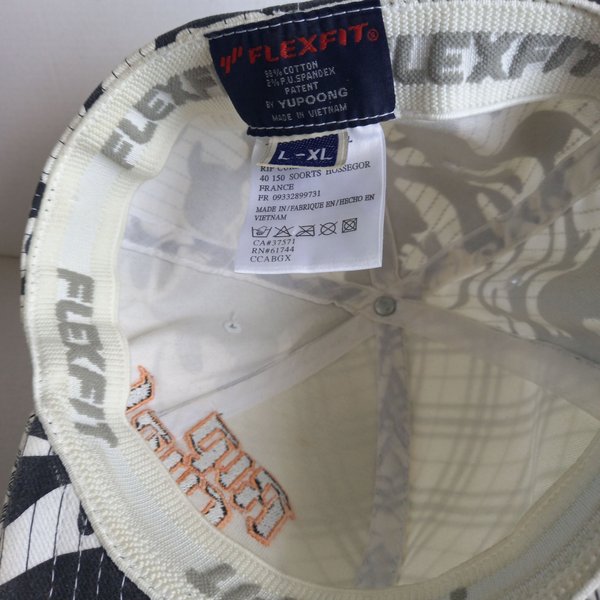 FLEXFIT®
98% COTTON
2% P.U. SPANDEX
PATENT
BY YUPOONG
MADE IN VIETNAM
L-XL
40 150 SOORTS HOSSEGOR
FRANCE
FR 09332899731
MADE IN/FABRIQUE EN/HECHO EN
VIETNAM
CA#37571
RN#61744
CCABGX
FLEXFIT
FLEXFIT
FLEXFIT